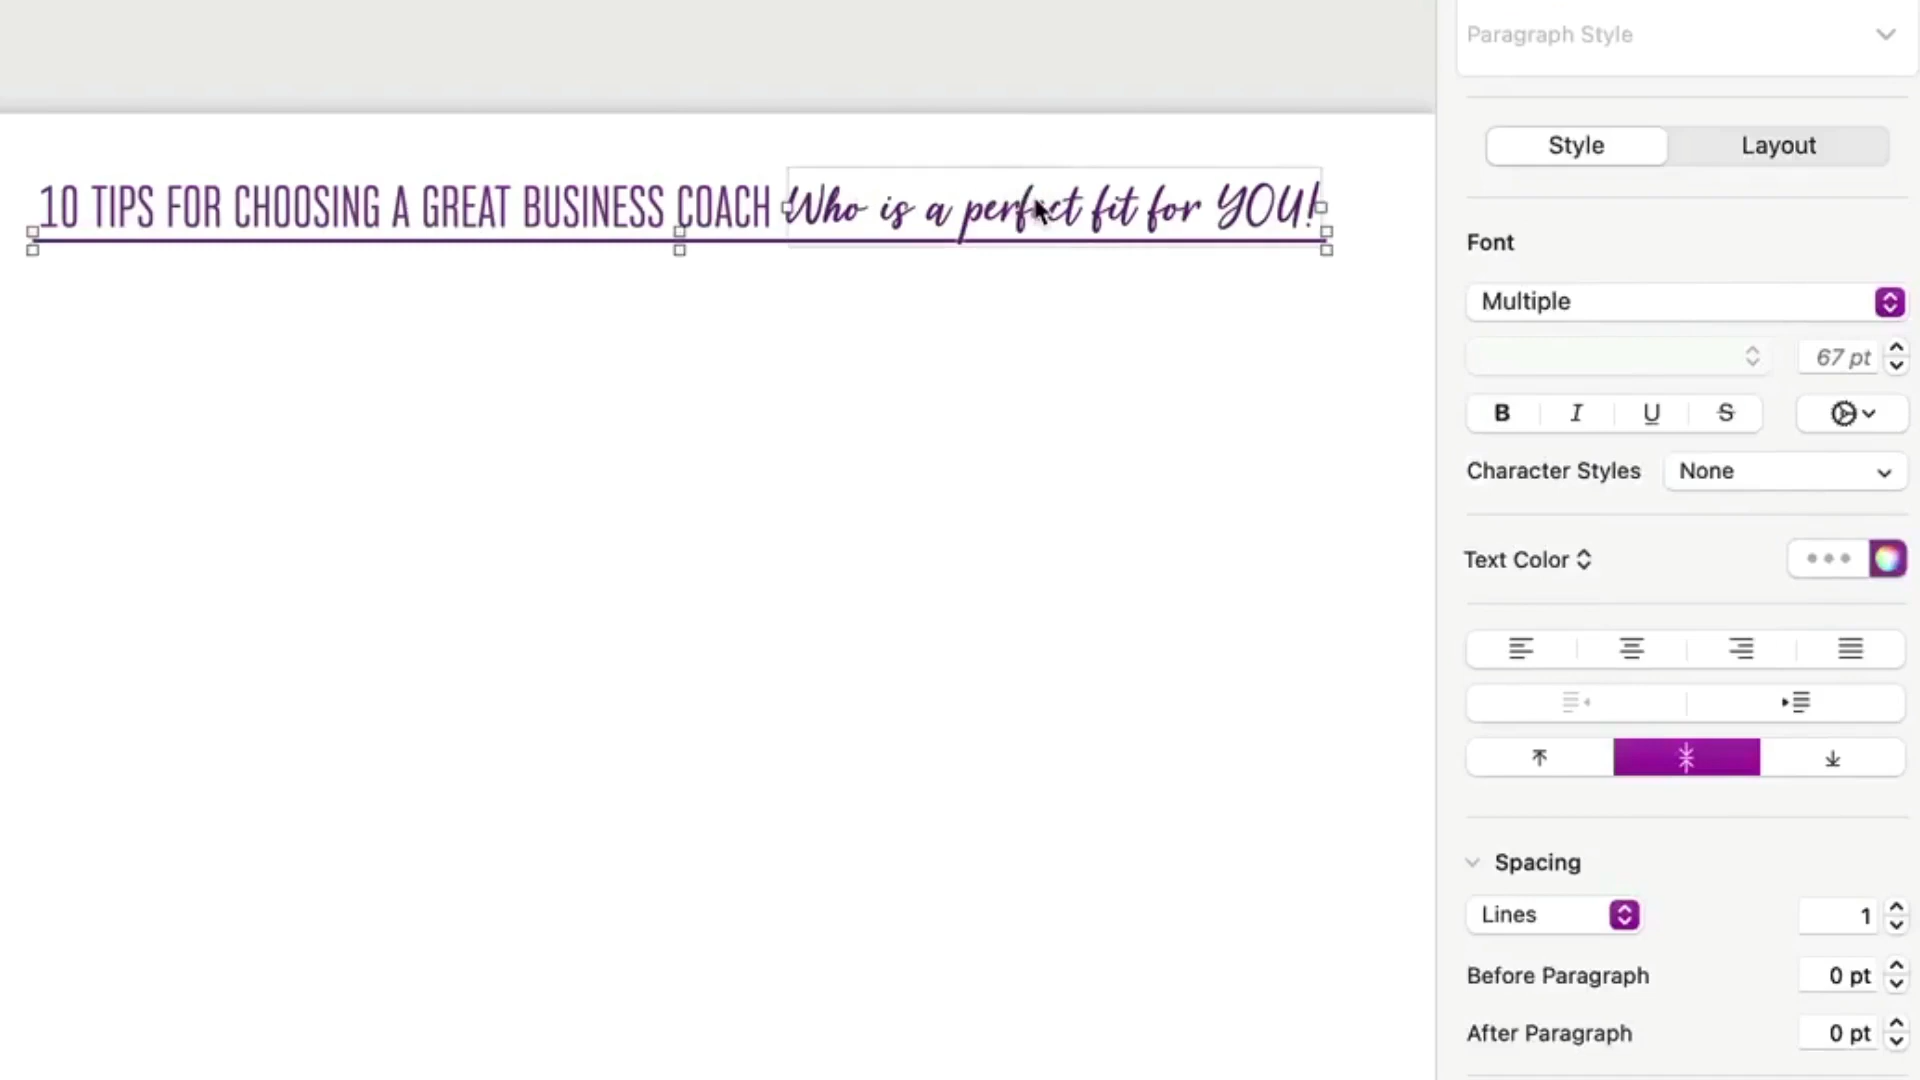 Paragraph Style
Style Layout
10 TIPS FOR CHOOSING A GREAT BUSINESS COACH Who is a perfect fit for YOU!
Font
Multiple
67 pt
B I U S
Character Styles None
Text Color
Spacing
Lines 1
Before Paragraph 0 pt
After Paragraph 0 pt